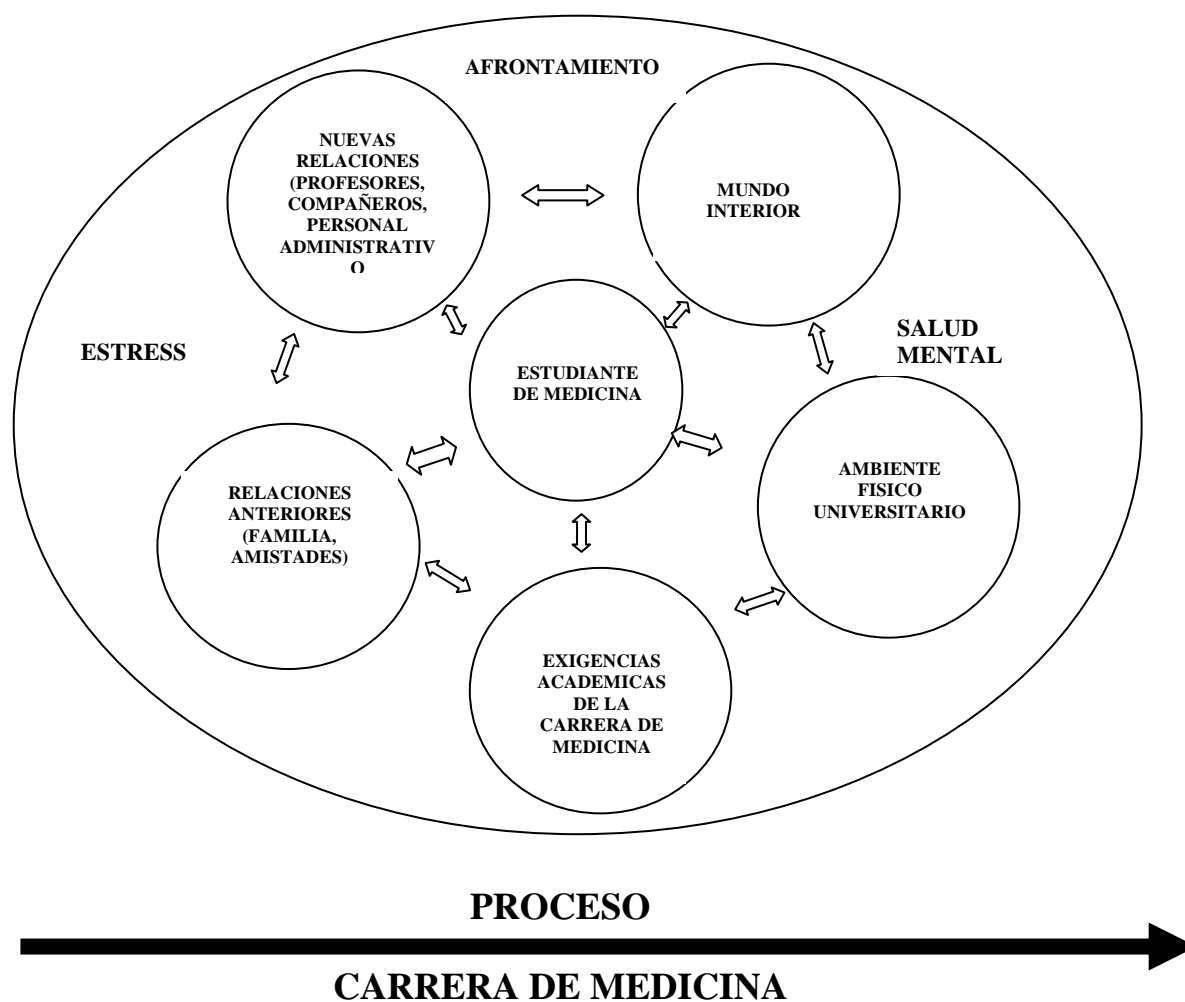 AFRONTAMIENTO
NUEVAS
RELACIONES
(PROFESORES,
COMPAÑEROS,
PERSONAL
ADMINISTRATIV
O
MUNDO
INTERIOR
ESTRESS
SALUD
MENTAL
ESTUDIANTE
DE MEDICINA
RELACIONES
ANTERIORES
(FAMILIA,
AMISTADES)
AMBIENTE
FISICO
UNIVERSITARIO
EXIGENCIAS
ACADEMICAS
DE LA
CARRERA DE
MEDICINA
PROCESO
CARRERA DE MEDICINA